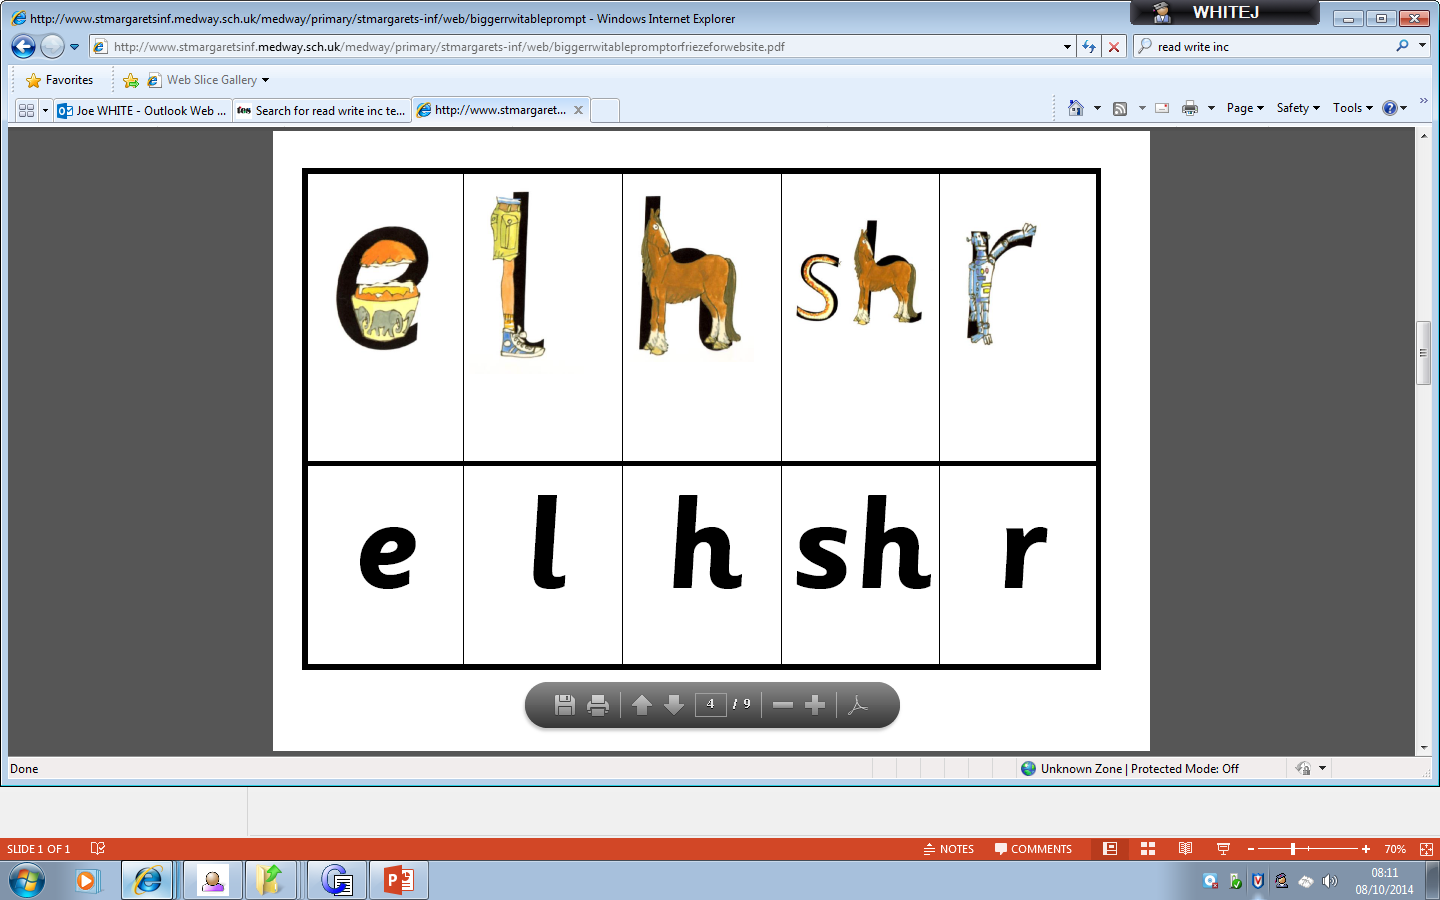 http://www.stmargaretsinf.medway.sch.uk/medway/primary/stmargarets-inf/web/biggerrwitableprompt - Windows Internet Explorer
WHITEJ
http://www.stmargaretsinf.medway.sch.uk/medway/primary/stmargarets-inf/web/biggerrwitablepromptorfriezeforwebsite.pdf
read write inc
Favorites
Web Slice Gallery
Joe WHITE - Outlook Web ...
tes Search for read write inc te...
http://www.stmargaret...
Page
Safety
Tools
e l h sh r
e l h sh r
4 / 9
Done
Unknown Zone | Protected Mode: Off
SLIDE 1 OF 1
NOTES
COMMENTS
70%
08:11
08/10/2014